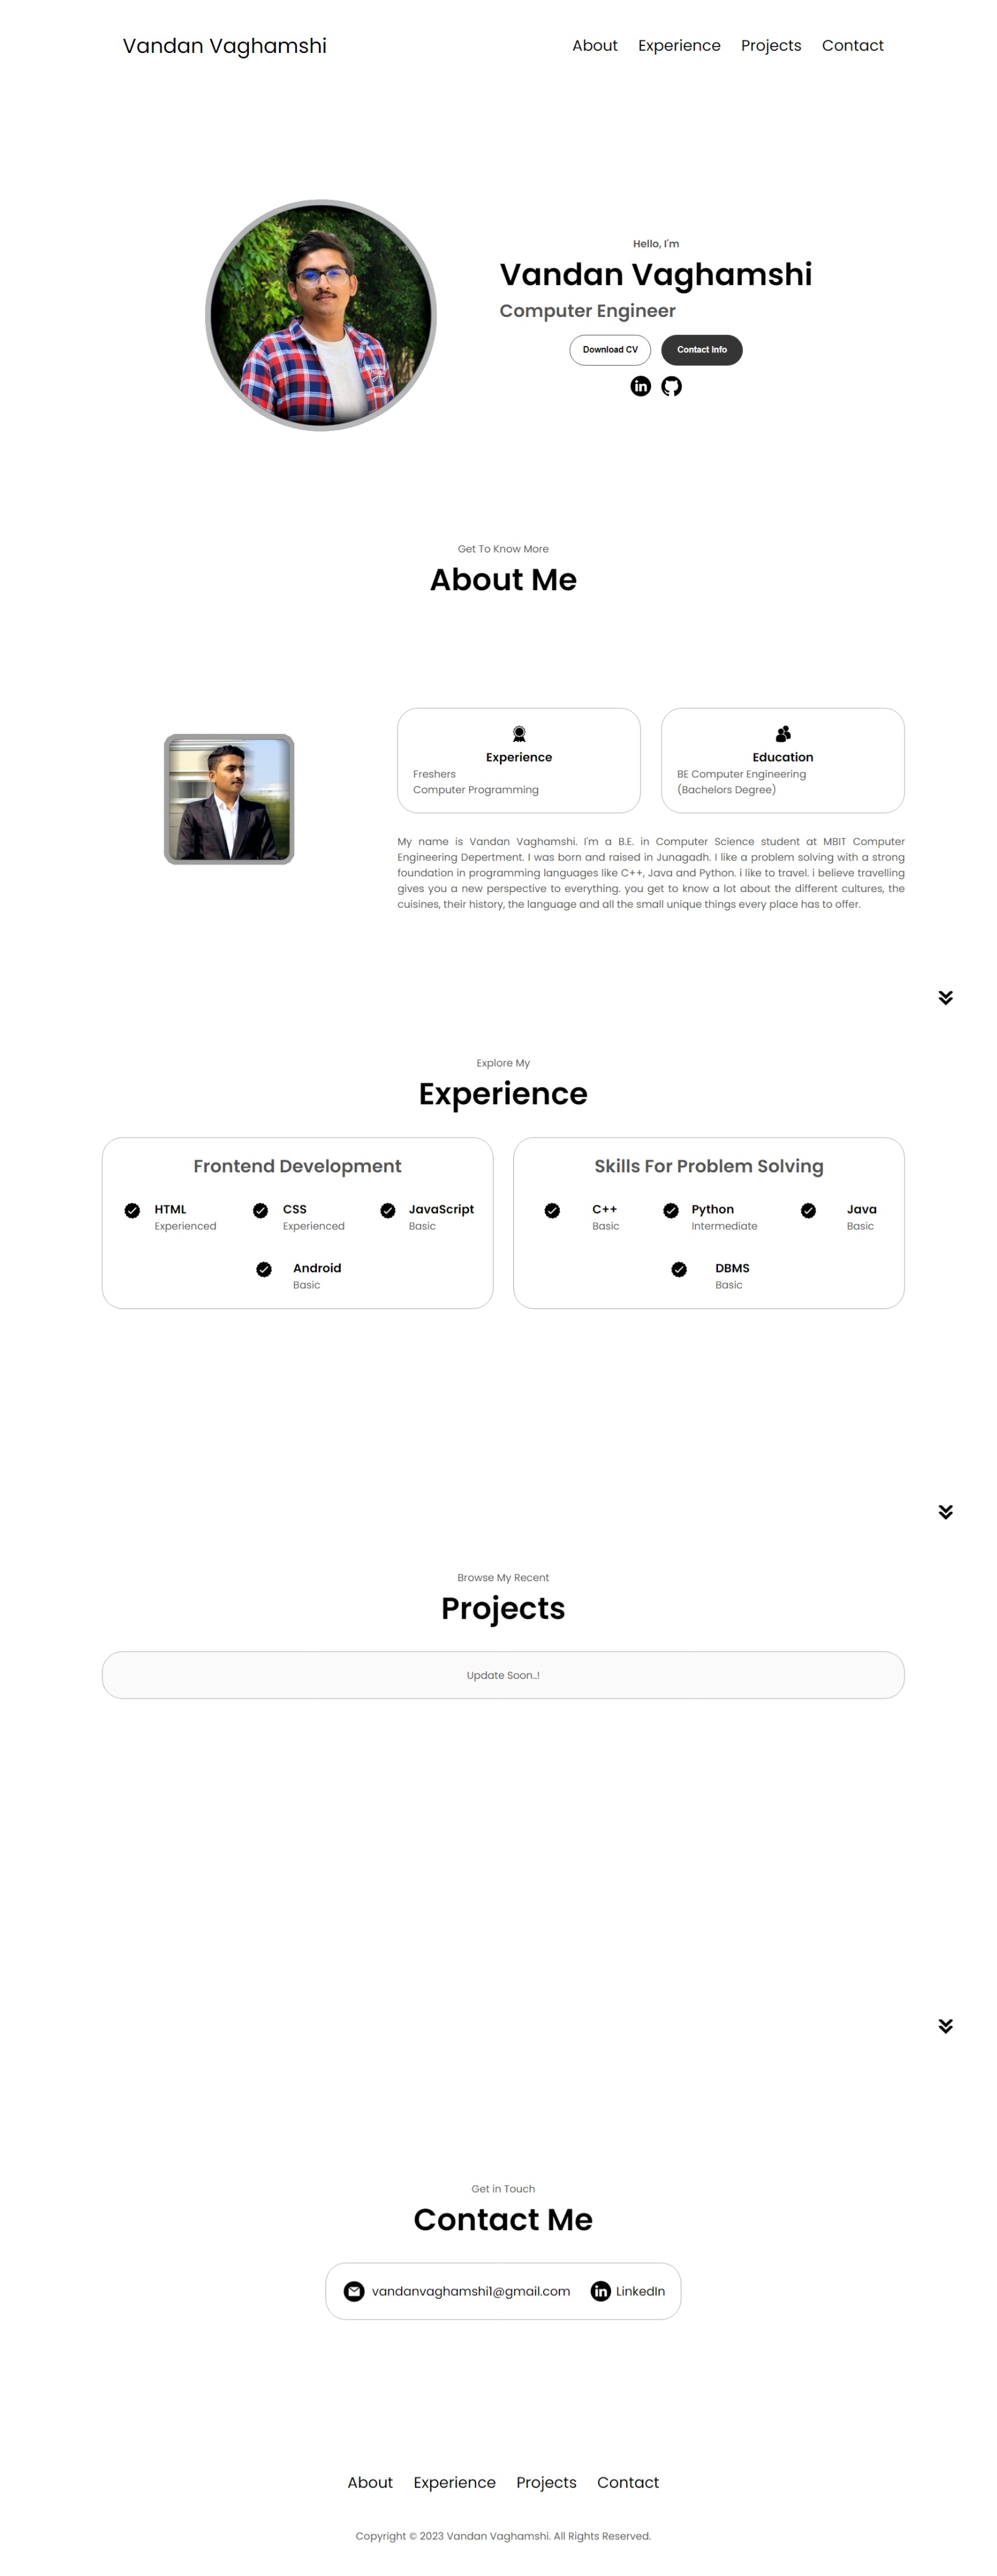 Vandan Vaghamshi
About Experience Projects Contact
Hello, I'm
Vandan Vaghamshi
Computer Engineer
Download CV
Contact Info
Get To Know More
About Me
Experience
Freshers
Computer Programming
Education
BE Computer Engineering
(Bachelors Degree)
My name is Vandan Vaghamshi. I'm a B.E. in Computer Science student at MBIT Computer
Engineering Depertment. I was born and raised in Junagadh. I like a problem solving with a strong
foundation in programming languages like C++, Java and Python. i like to travel. i believe travelling
gives you a new perspective to everything. you get to know a lot about the different cultures, the
cuisines, their history, the language and all the small unique things every place has to offer.
Explore My
Experience
Frontend Development
HTML
Experienced
CSS
Experienced
JavaScript
Basic
Android
Basic
Skills For Problem Solving
C++
Basic
Python
Intermediate
Java
Basic
DBMS
Basic
Browse My Recent
Projects
Update Soon..!
Get in Touch
Contact Me
vandanvaghamshi1@gmail.com
LinkedIn
About Experience Projects Contact
Copyright © 2023 Vandan Vaghamshi. All Rights Reserved.